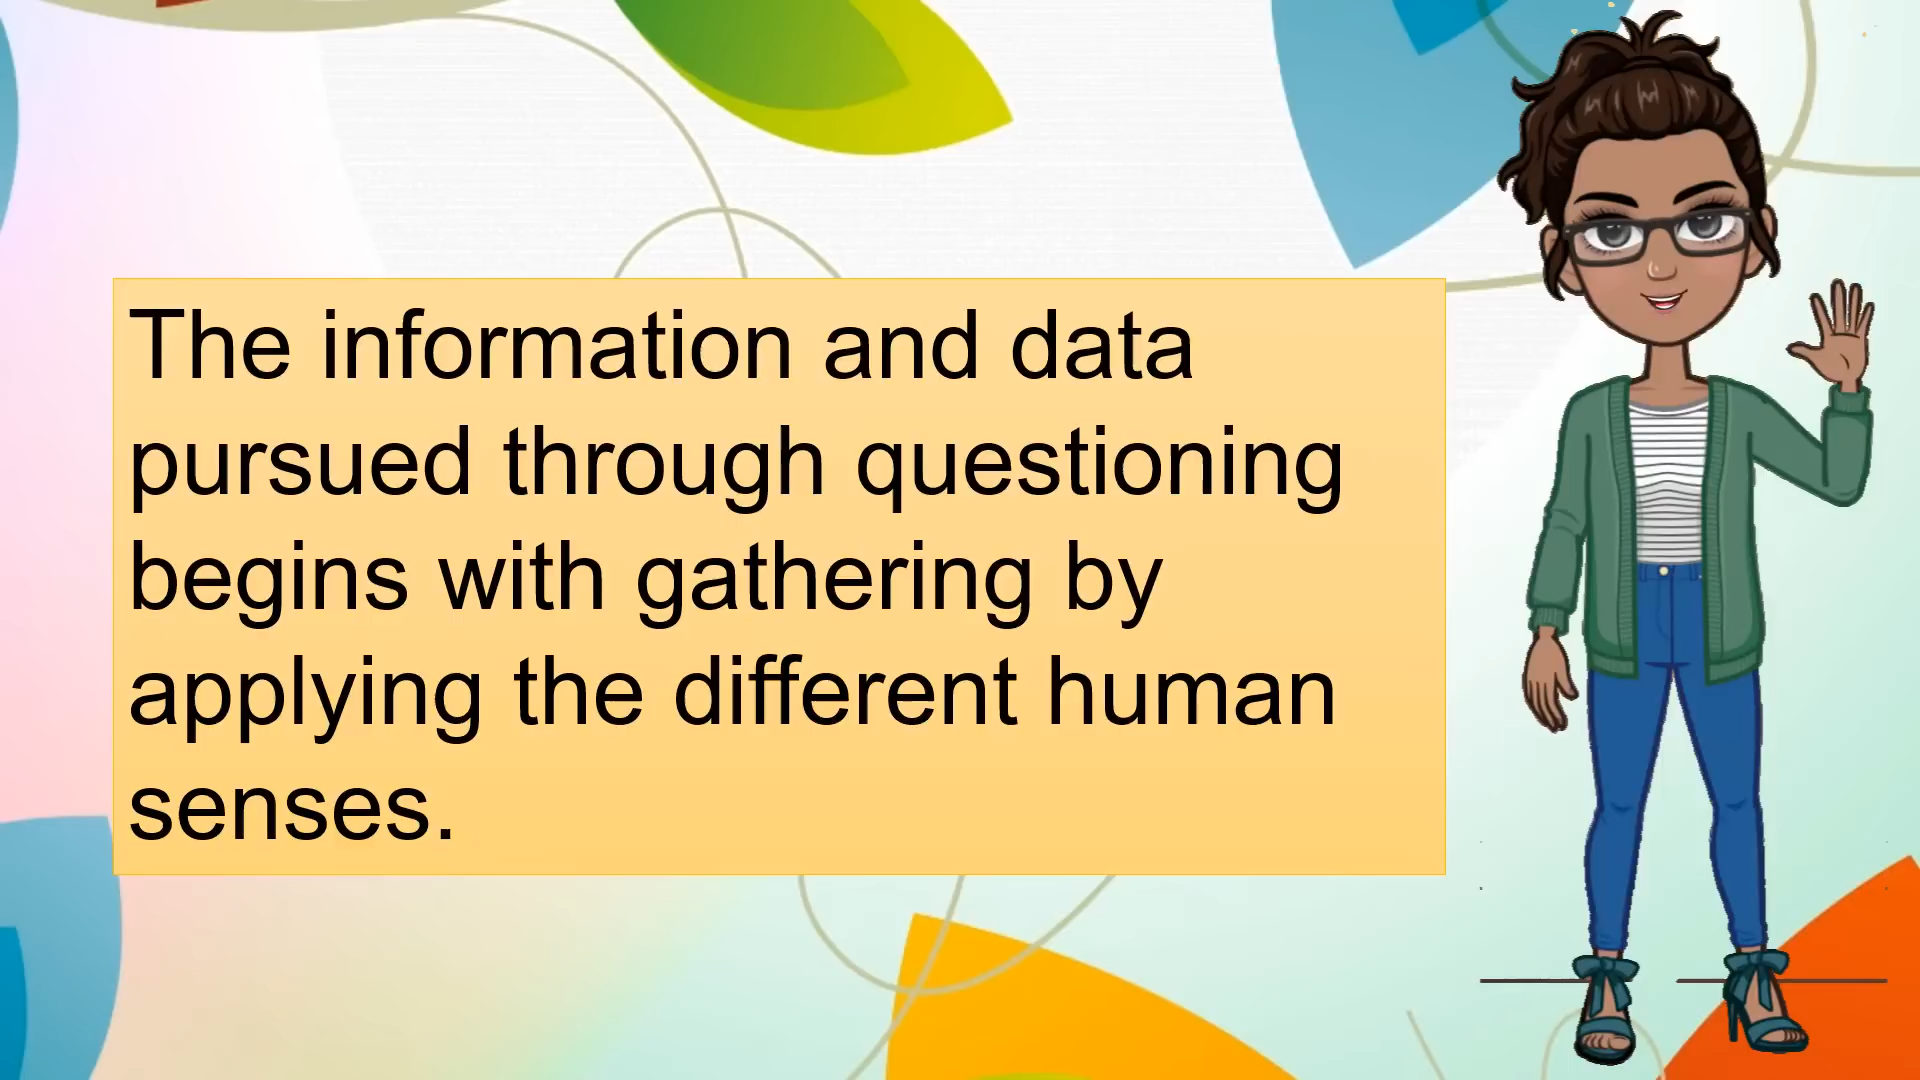 The information and data
pursued through questioning
begins with gathering by
applying the different human
senses.